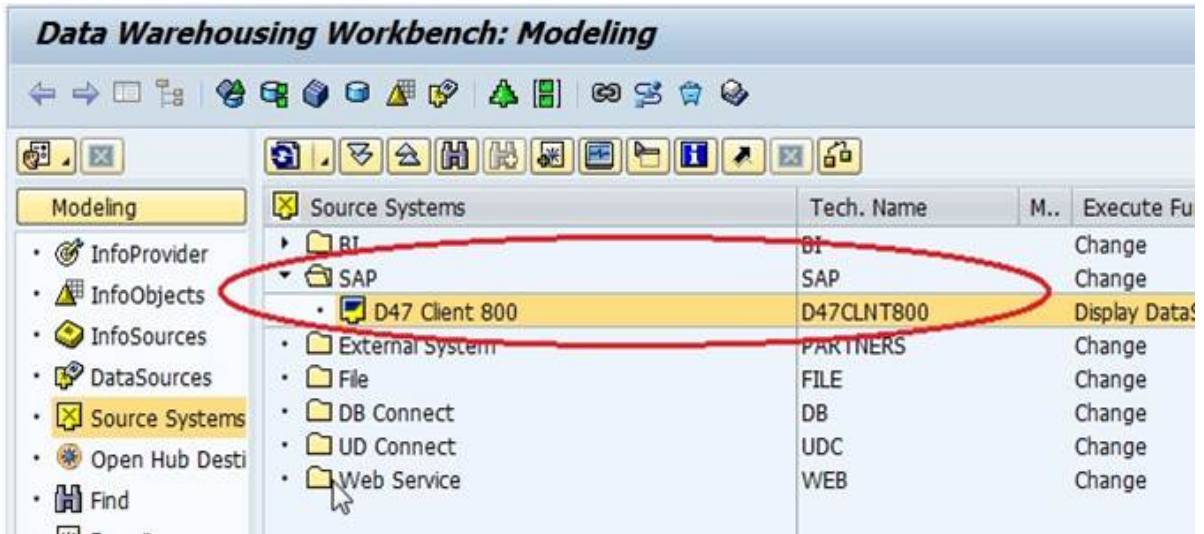 Data Warehousing Workbench: Modeling
Modeling
InfoProvider
InfoObjects
InfoSources
DataSources
Source Systems
Open Hub Desti
Find
Source Systems Tech. Name M.. Execute Fu
BI BI Change
SAP SAP Change
D47 Client 800 D47CLNT800 Display DataS
External System PARTNERS Change
File FILE Change
DB Connect DB Change
UD Connect UDC Change
Web Service WEB Change